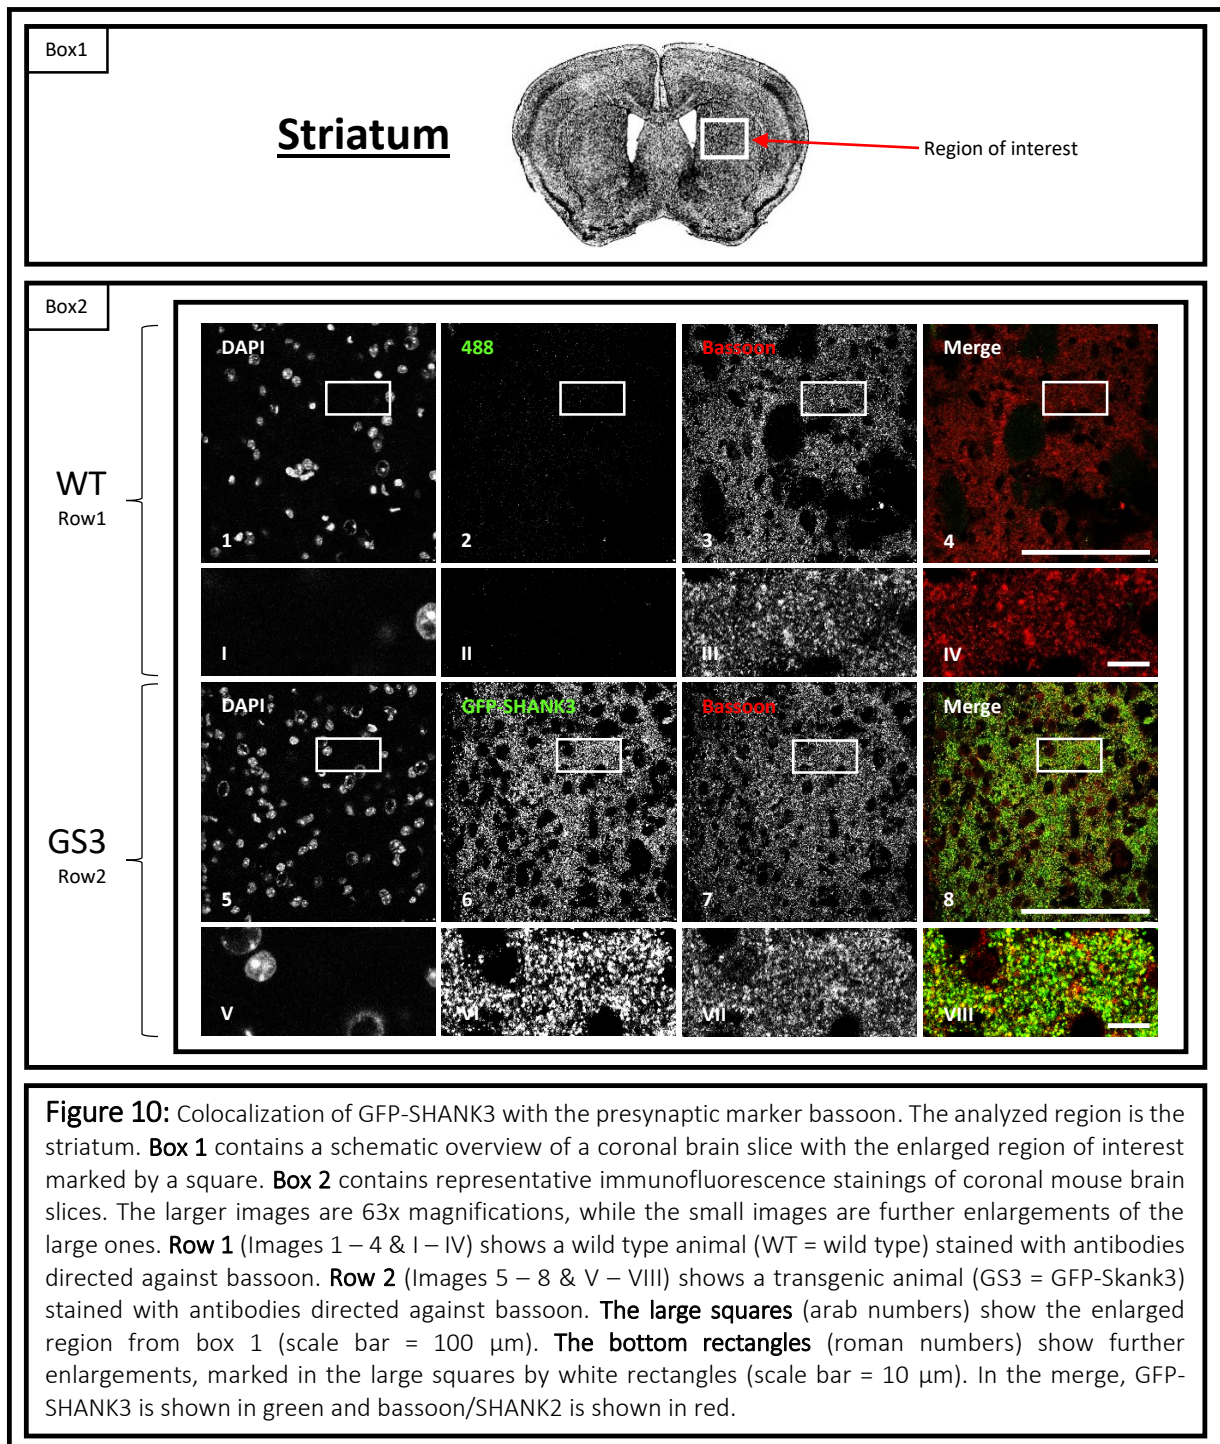 Box1
Striatum
Region of interest
Box2
WT
Row1
DAPI
488
Bassoon
Merge
1
2
3
4
I
II
III
IV
GS3
Row2
DAPI
GFP-SHANK3
Bassoon
Merge
5
6
7
8
V
VI
VII
VIII
Figure 10: Colocalization of GFP-SHANK3 with the presynaptic marker bassoon. The analyzed region is the
striatum. Box 1 contains a schematic overview of a coronal brain slice with the enlarged region of interest
marked by a square. Box 2 contains representative immunofluorescence stainings of coronal mouse brain
slices. The larger images are 63x magnifications, while the small images are further enlargements of the
large ones. Row 1 (Images 1 – 4 & I – IV) shows a wild type animal (WT = wild type) stained with antibodies
directed against bassoon. Row 2 (Images 5 – 8 & V – VIII) shows a transgenic animal (GS3 = GFP-Skank3)
stained with antibodies directed against bassoon. The large squares (arab numbers) show the enlarged
region from box 1 (scale bar = 100 µm). The bottom rectangles (roman numbers) show further
enlargements, marked in the large squares by white rectangles (scale bar = 10 µm). In the merge, GFP-
SHANK3 is shown in green and bassoon/SHANK2 is shown in red.